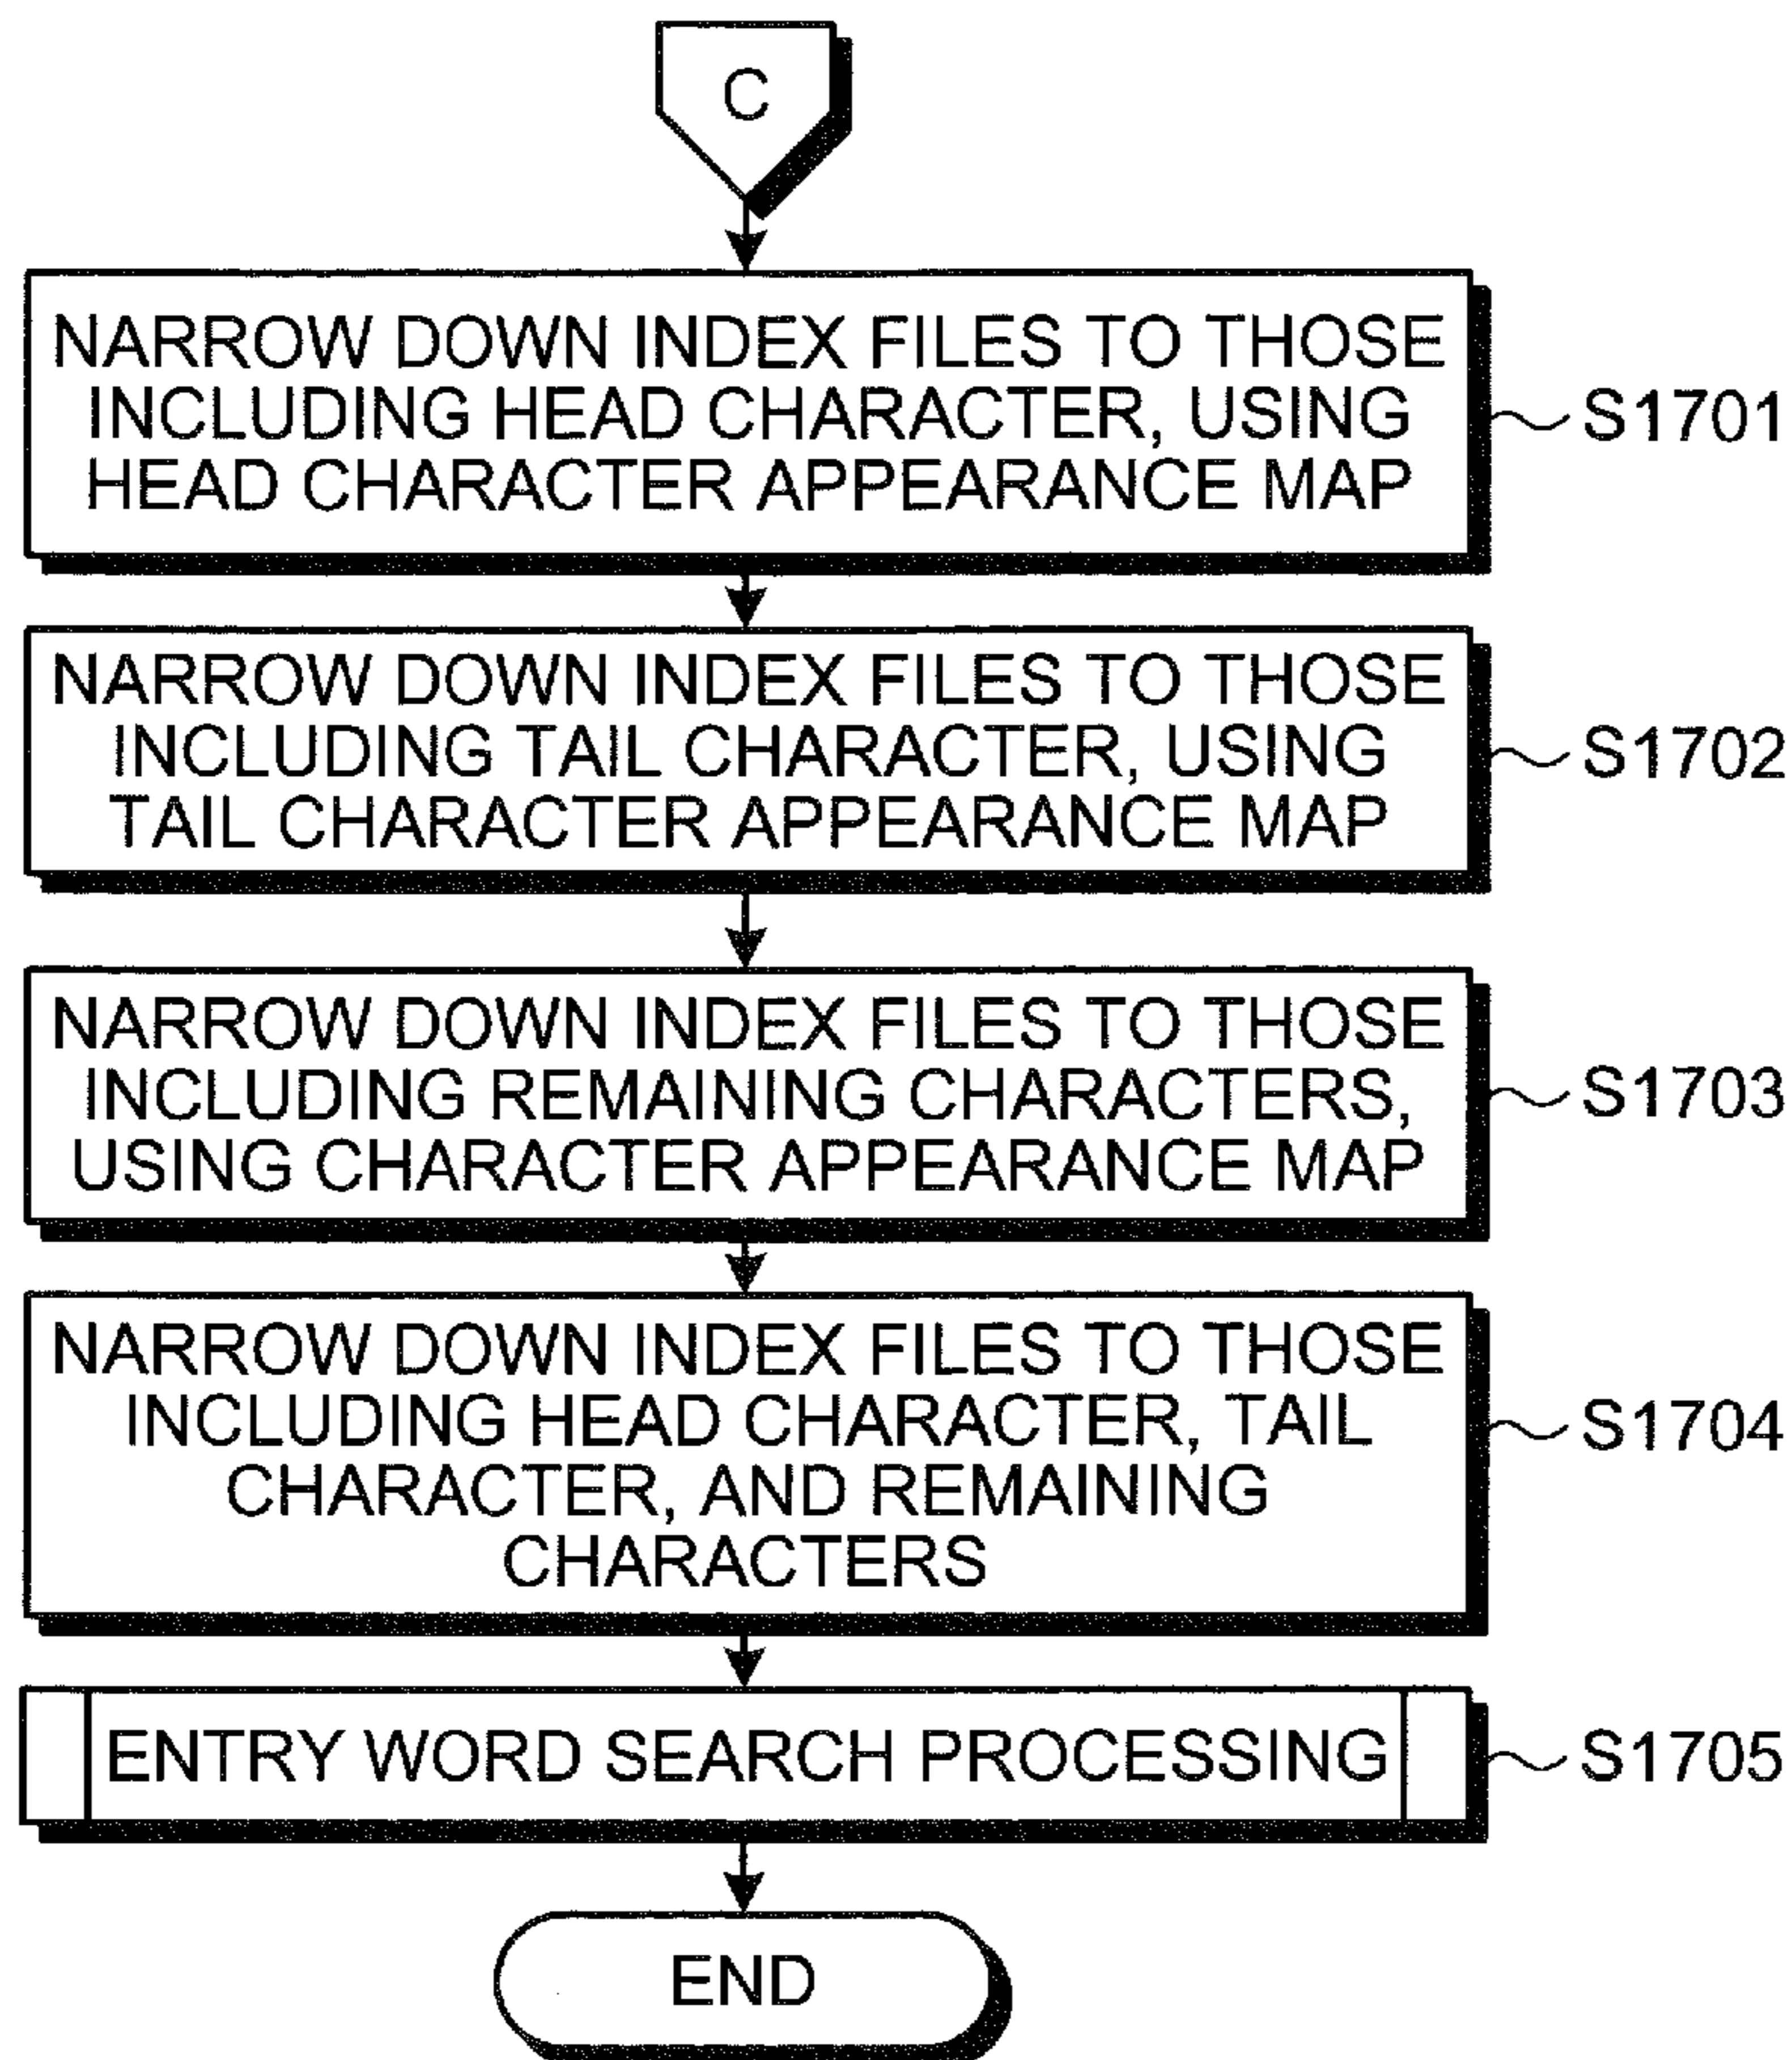 C
NARROW DOWN INDEX FILES TO THOSE
INCLUDING HEAD CHARACTER, USING
HEAD CHARACTER APPEARANCE MAP
S1701
NARROW DOWN INDEX FILES TO THOSE
INCLUDING TAIL CHARACTER, USING
TAIL CHARACTER APPEARANCE MAP
S1702
NARROW DOWN INDEX FILES TO THOSE
INCLUDING REMAINING CHARACTERS,
USING CHARACTER APPEARANCE MAP
S1703
NARROW DOWN INDEX FILES TO THOSE
INCLUDING HEAD CHARACTER, TAIL
CHARACTER, AND REMAINING
CHARACTERS
S1704
ENTRY WORD SEARCH PROCESSING
S1705
END